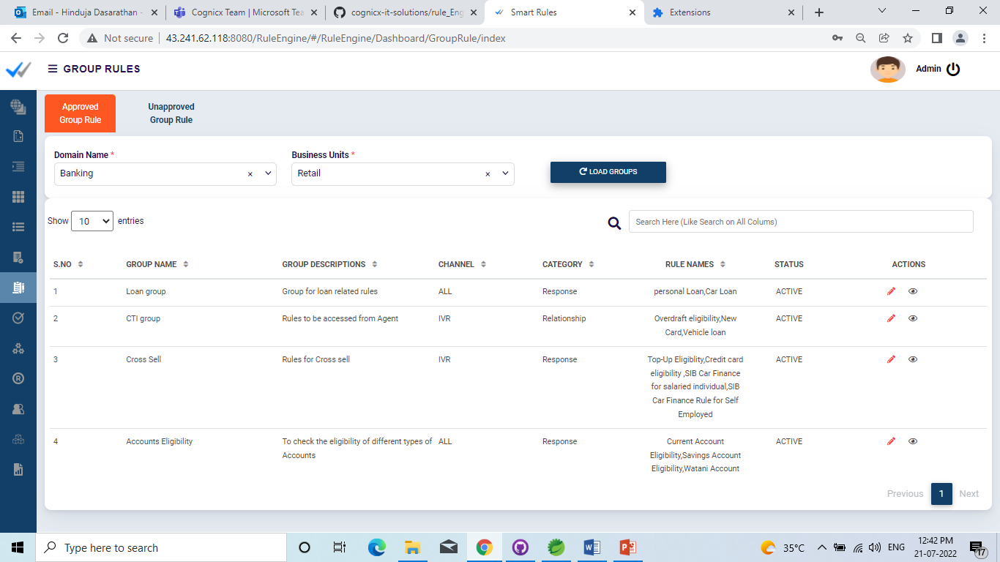 Email - Hinduja Dasarathan -
Cognicx Team | Microsoft Tea
cognicx-it-solutions/rule_Eng
Smart Rules
Extensions
Not secure
43.241.62.118:8080/RuleEngine/#/RuleEngine/Dashboard/GroupRule/index
GROUP RULES
Admin
Approved
Group Rule
Unapproved
Group Rule
Domain Name *
Business Units *
Banking
×
Retail
×
LOAD GROUPS
Show 10 entries
Search Here (Like Search on All Colums)
S.NO GROUP NAME GROUP DESCRIPTIONS CHANNEL CATEGORY RULE NAMES STATUS ACTIONS
1 Loan group Group for loan related rules ALL Response personal Loan,Car Loan ACTIVE
2 CTI group Rules to be accessed from Agent IVR Relationship Overdraft eligibility,New ACTIVE
Card,Vehicle loan
3 Cross Sell Rules for Cross sell IVR Response Top-Up Eligiblity,Credit card ACTIVE
eligibility ,SIB Car Finance
for salaried individual,SIB
Car Finance Rule for Self
Employed
4 Accounts Eligibility To check the eligibility of different types of ALL Response Current Account ACTIVE
Accounts Eligibility,Savings Account
Eligibility,Watani Account
Previous 1 Next
Type here to search
35°C
ENG
12:42 PM
21-07-2022
17